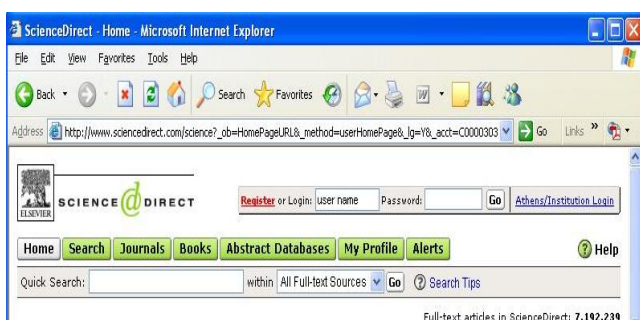 ScienceDirect - Home - Microsoft Internet Explorer
File Edit View Favorites Tools Help
Back Search Favorites
Address http://www.sciencedirect.com/science?_ob=HomePageURL&_method=userHomePage&_lg=Y&_acct=C0000303 Go Links »
ELSEVIER SCIENCE @ DIRECT Register or Login: user name Password: Go Athens/Institution Login
Home Search Journals Books Abstract Databases My Profile Alerts ? Help
Quick Search: within All Full-text Sources Go ? Search Tips
Full-text articles in ScienceDirect: 7,192,239